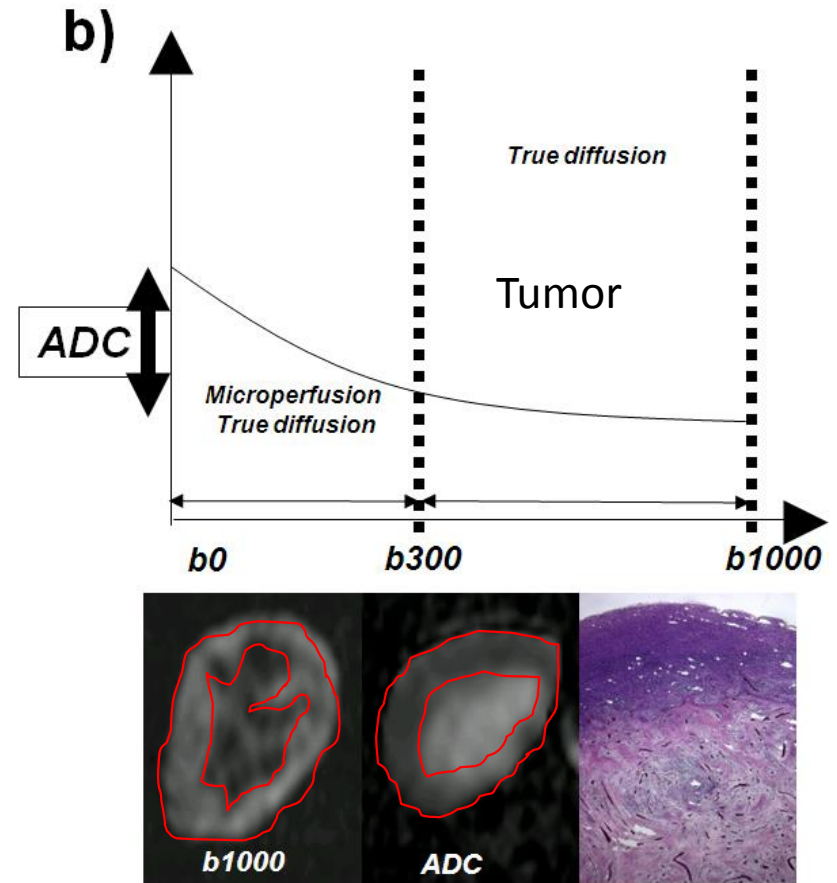 b)
True diffusion
Tumor
ADC
Microperfusion
True diffusion
b0 b300 b1000
b1000 ADC